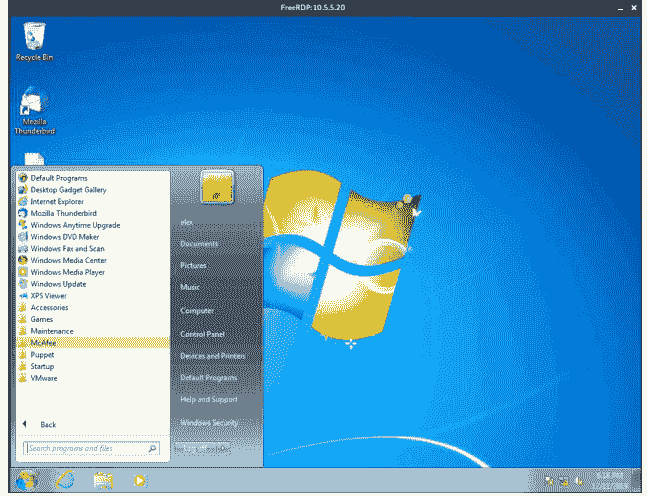 FreeRDP: 10.5.5.20
Recycle Bin
Mozilla
Thunderbird
Default Programs
Desktop Gadget Gallery
Internet Explorer
Mozilla Thunderbird
Windows Anytime Upgrade
Windows DVD Maker
Windows Fax and Scan
Windows Media Center
Windows Media Player
Windows Update
XPS Viewer
Accessories
Games
Maintenance
McAfee
Puppet
Startup
VMware
Back
Search programs and files
Documents
Pictures
Music
Computer
Control Panel
Devices and Printers
Default Programs
Help and Support
Windows Security